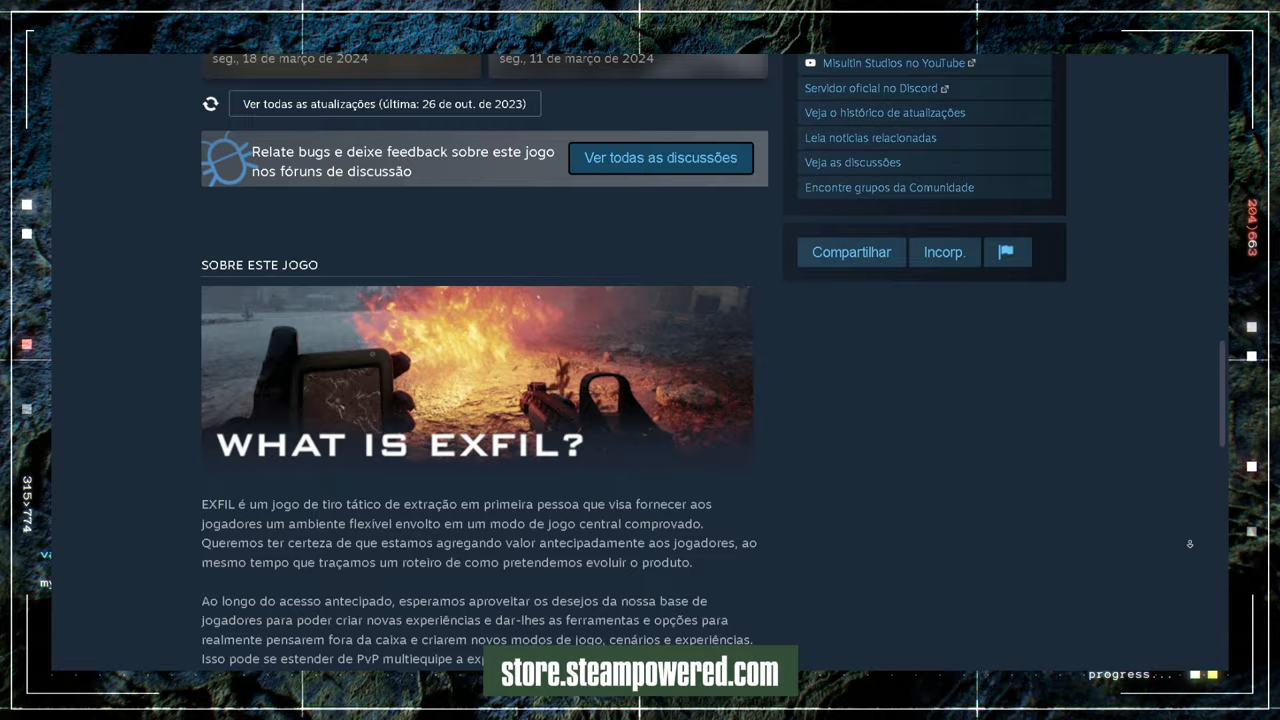 seg., 18 de março de 2024
seg., 11 de março de 2024
Ver todas as atualizações (última: 26 de out. de 2023)
Relate bugs e deixe feedback sobre este jogo
nos fóruns de discussão
Ver todas as discussões
Misultin Studios no YouTube
Servidor oficial no Discord
Veja o histórico de atualizações
Leia notícias relacionadas
Veja as discussões
Encontre grupos da Comunidade
Compartilhar
Incorp.
SOBRE ESTE JOGO
WHAT IS EXFIL?
EXFIL é um jogo de tiro tático de extração em primeira pessoa que visa fornecer aos
jogadores um ambiente flexível envolto em um modo de jogo central comprovado.
Queremos ter certeza de que estamos agregando valor antecipadamente aos jogadores, ao
mesmo tempo que traçamos um roteiro de como pretendemos evoluir o produto.
Ao longo do acesso antecipado, esperamos aproveitar os desejos da nossa base de
jogadores para poder criar novas experiências e dar-lhes as ferramentas e opções para
realmente pensarem fora da caixa e criarem novos modos de jogo, cenários e experiências.
Isso pode se estender de PvP multiequipe a
store.steampowered.com
204)663
315>774
progress...